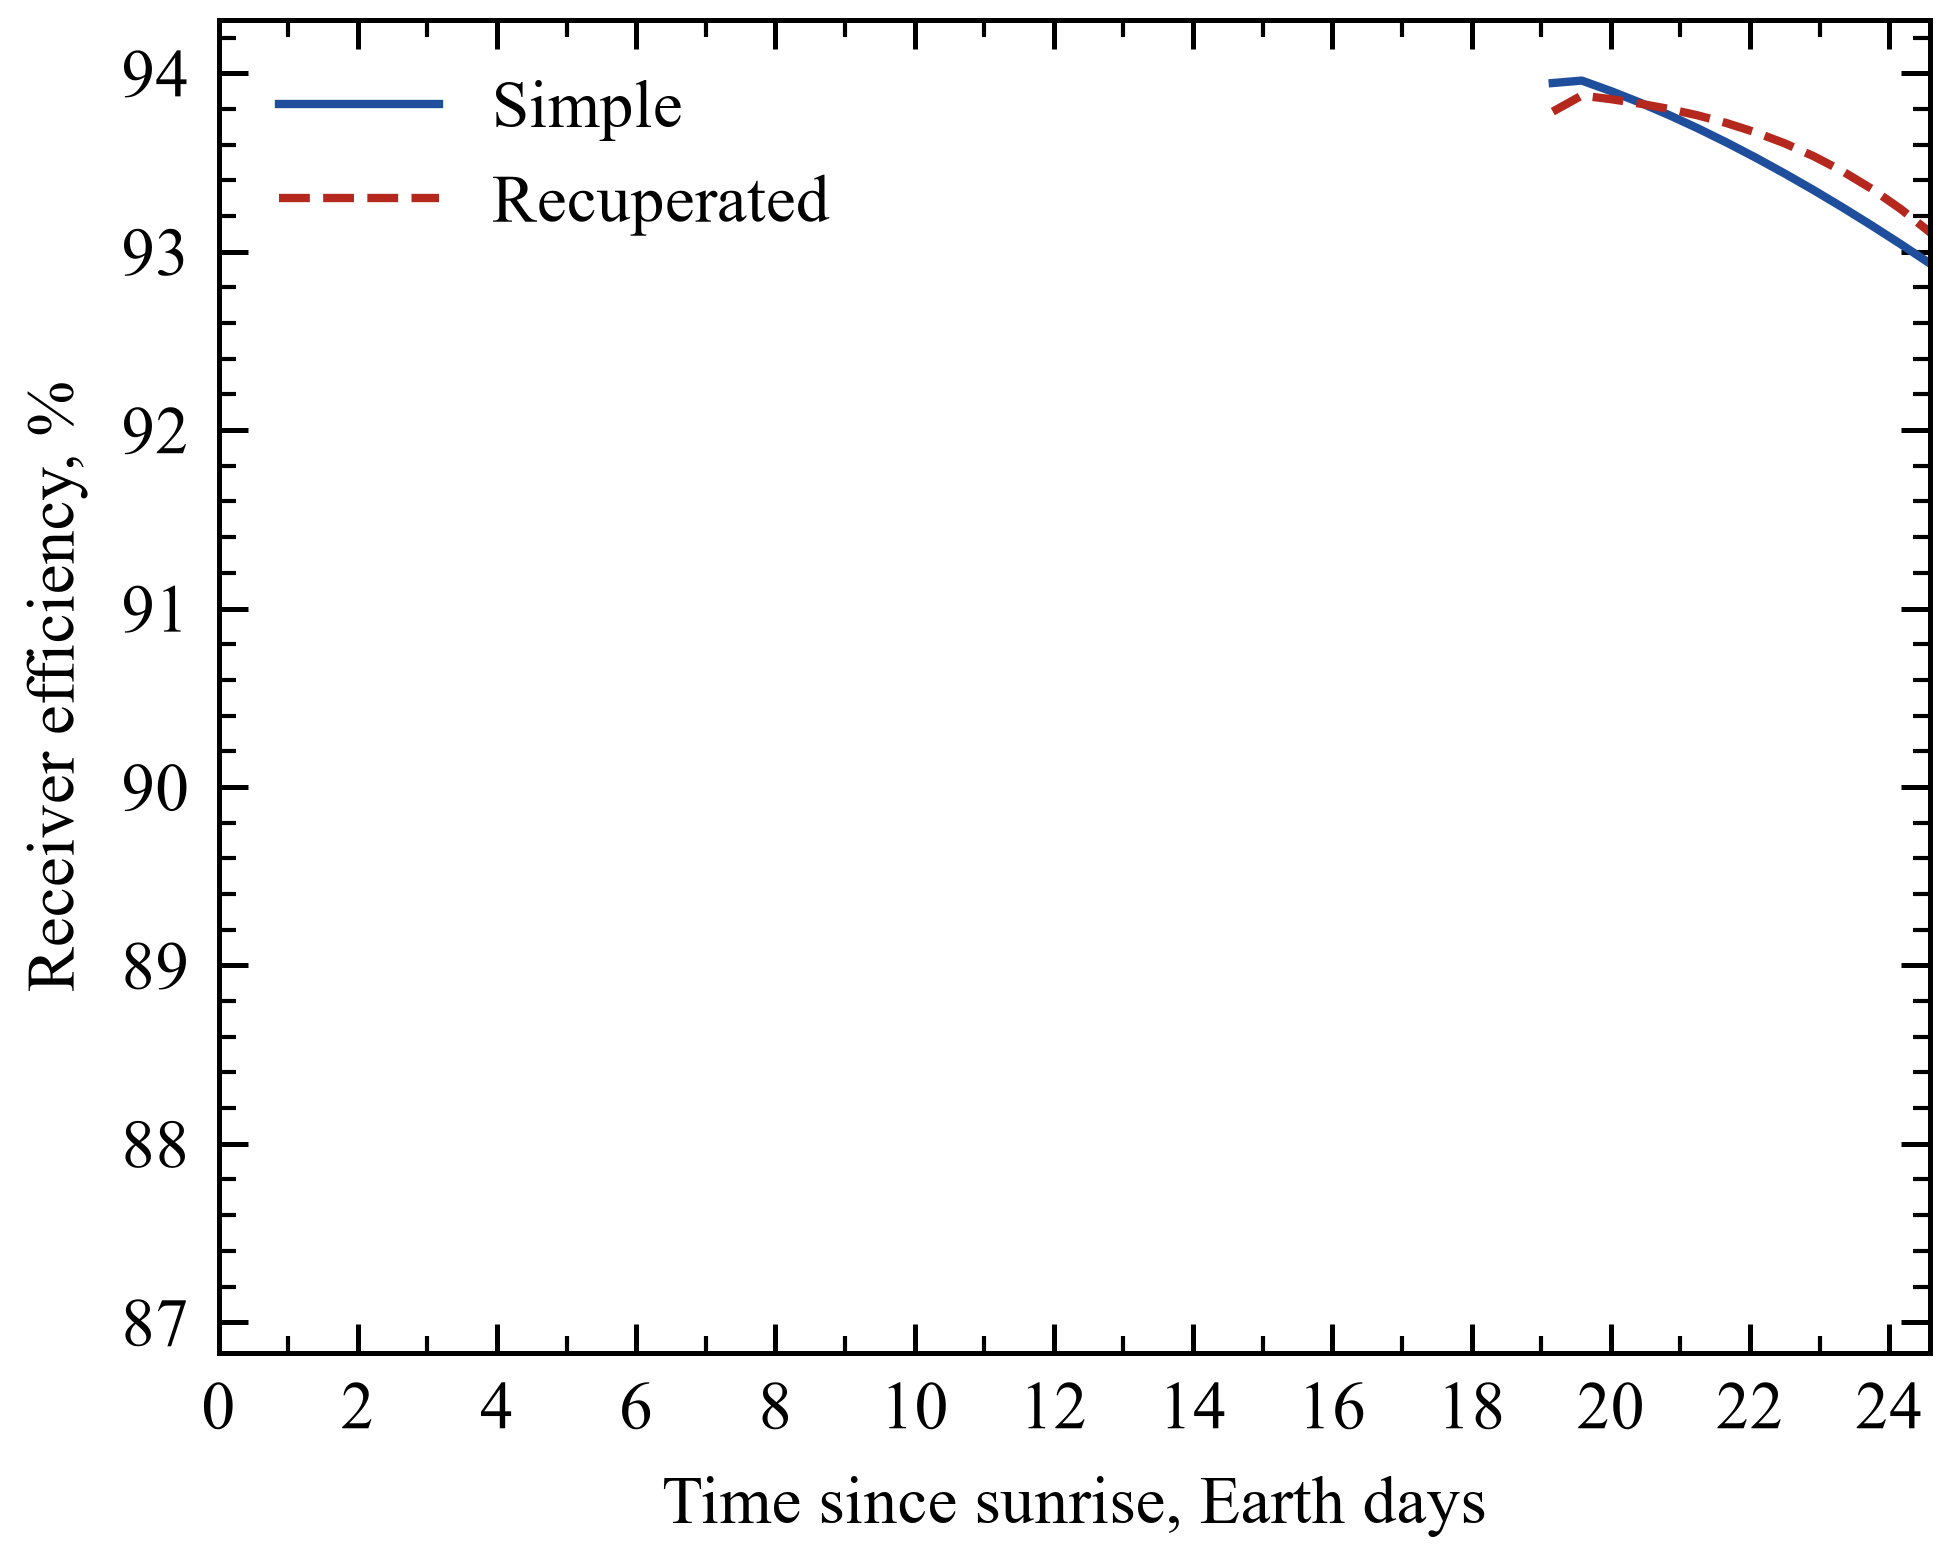 Simple
Recuperated
94
93
92
91
90
89
88
87
Receiver efficiency, %
0 2 4 6 8 10 12 14 16 18 20 22 24
Time since sunrise, Earth days